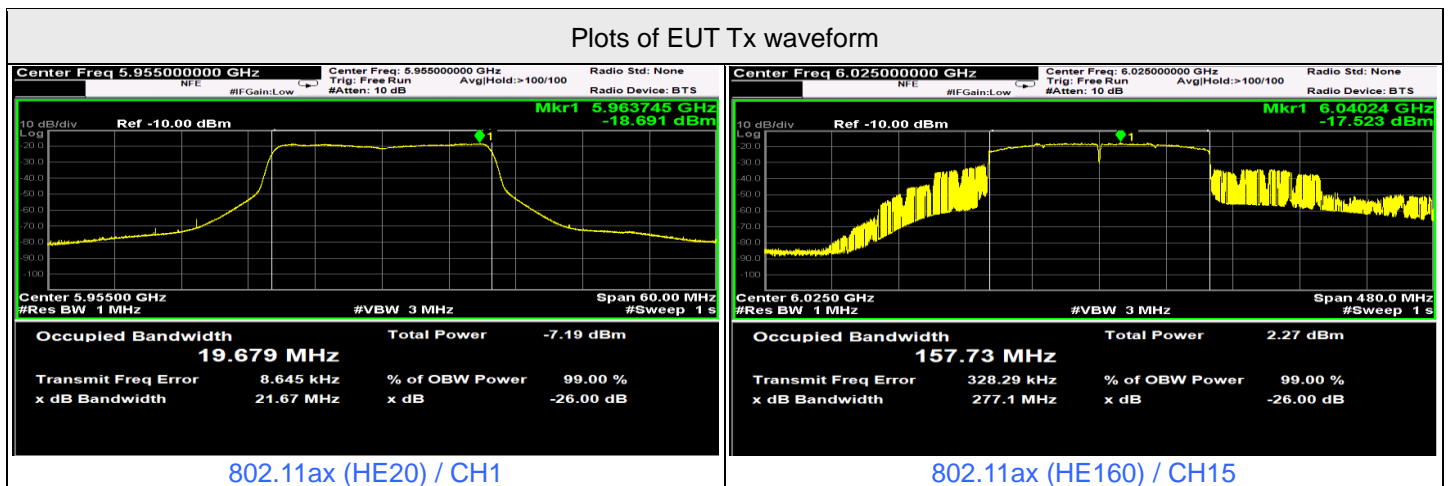 Plots of EUT Tx waveform
Center Freq 5.955000000 GHz
NFE
#IFGain:Low
Center Freq: 5.955000000 GHz
Trig: Free Run Avg|Hold:>100/100
#Atten: 10 dB
Radio Std: None
Radio Device: BTS
Mkr1 5.963745 GHz
-18.691 dBm
10 dB/div Ref -10.00 dBm
Log
1
-20.0
-30.0
-40.0
-50.0
-60.0
-70.0
-80.0
-90.0
-100
Center 5.95500 GHz Span 60.00 MHz
#Res BW 1 MHz #VBW 3 MHz #Sweep 1 s
Occupied Bandwidth Total Power -7.19 dBm
19.679 MHz
Transmit Freq Error 8.645 kHz % of OBW Power 99.00 %
x dB Bandwidth 21.67 MHz x dB -26.00 dB
802.11ax (HE20) / CH1
Center Freq 6.025000000 GHz
NFE
#IFGain:Low
Center Freq: 6.025000000 GHz
Trig: Free Run Avg|Hold:>100/100
#Atten: 10 dB
Radio Std: None
Radio Device: BTS
Mkr1 6.04024 GHz
-17.523 dBm
10 dB/div Ref -10.00 dBm
Log
1
-20.0
-30.0
-40.0
-50.0
-60.0
-70.0
-80.0
-90.0
-100
Center 6.0250 GHz Span 480.0 MHz
#Res BW 1 MHz #VBW 3 MHz #Sweep 1 s
Occupied Bandwidth Total Power 2.27 dBm
157.73 MHz
Transmit Freq Error 328.29 kHz % of OBW Power 99.00 %
x dB Bandwidth 277.1 MHz x dB -26.00 dB
802.11ax (HE160) / CH15